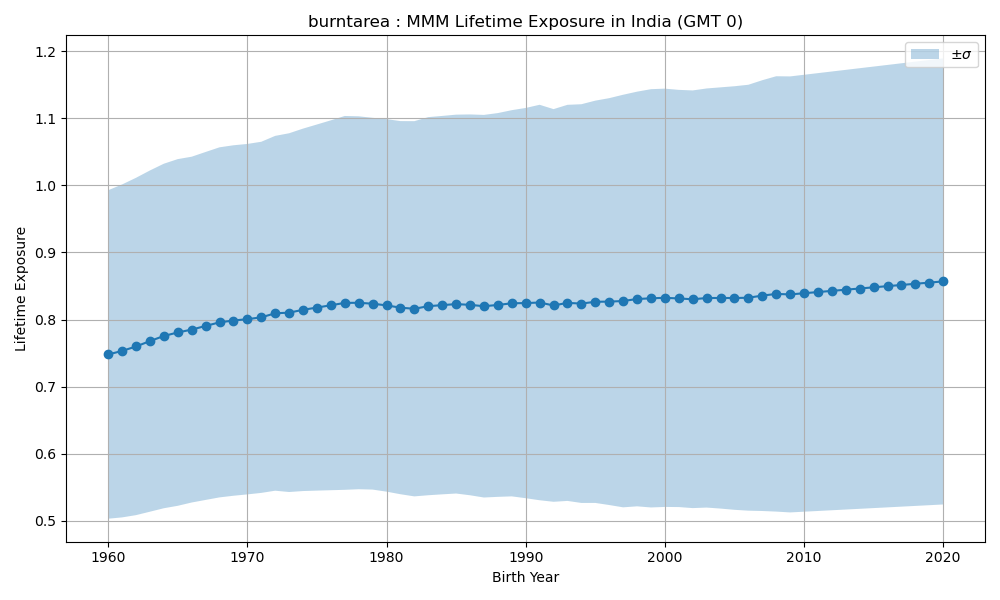 burntarea : MMM Lifetime Exposure in India (GMT 0)
±σ
Lifetime Exposure
1.2
1.1
1.0
0.9
0.8
0.7
0.6
0.5
1960 1970 1980 1990 2000 2010 2020
Birth Year